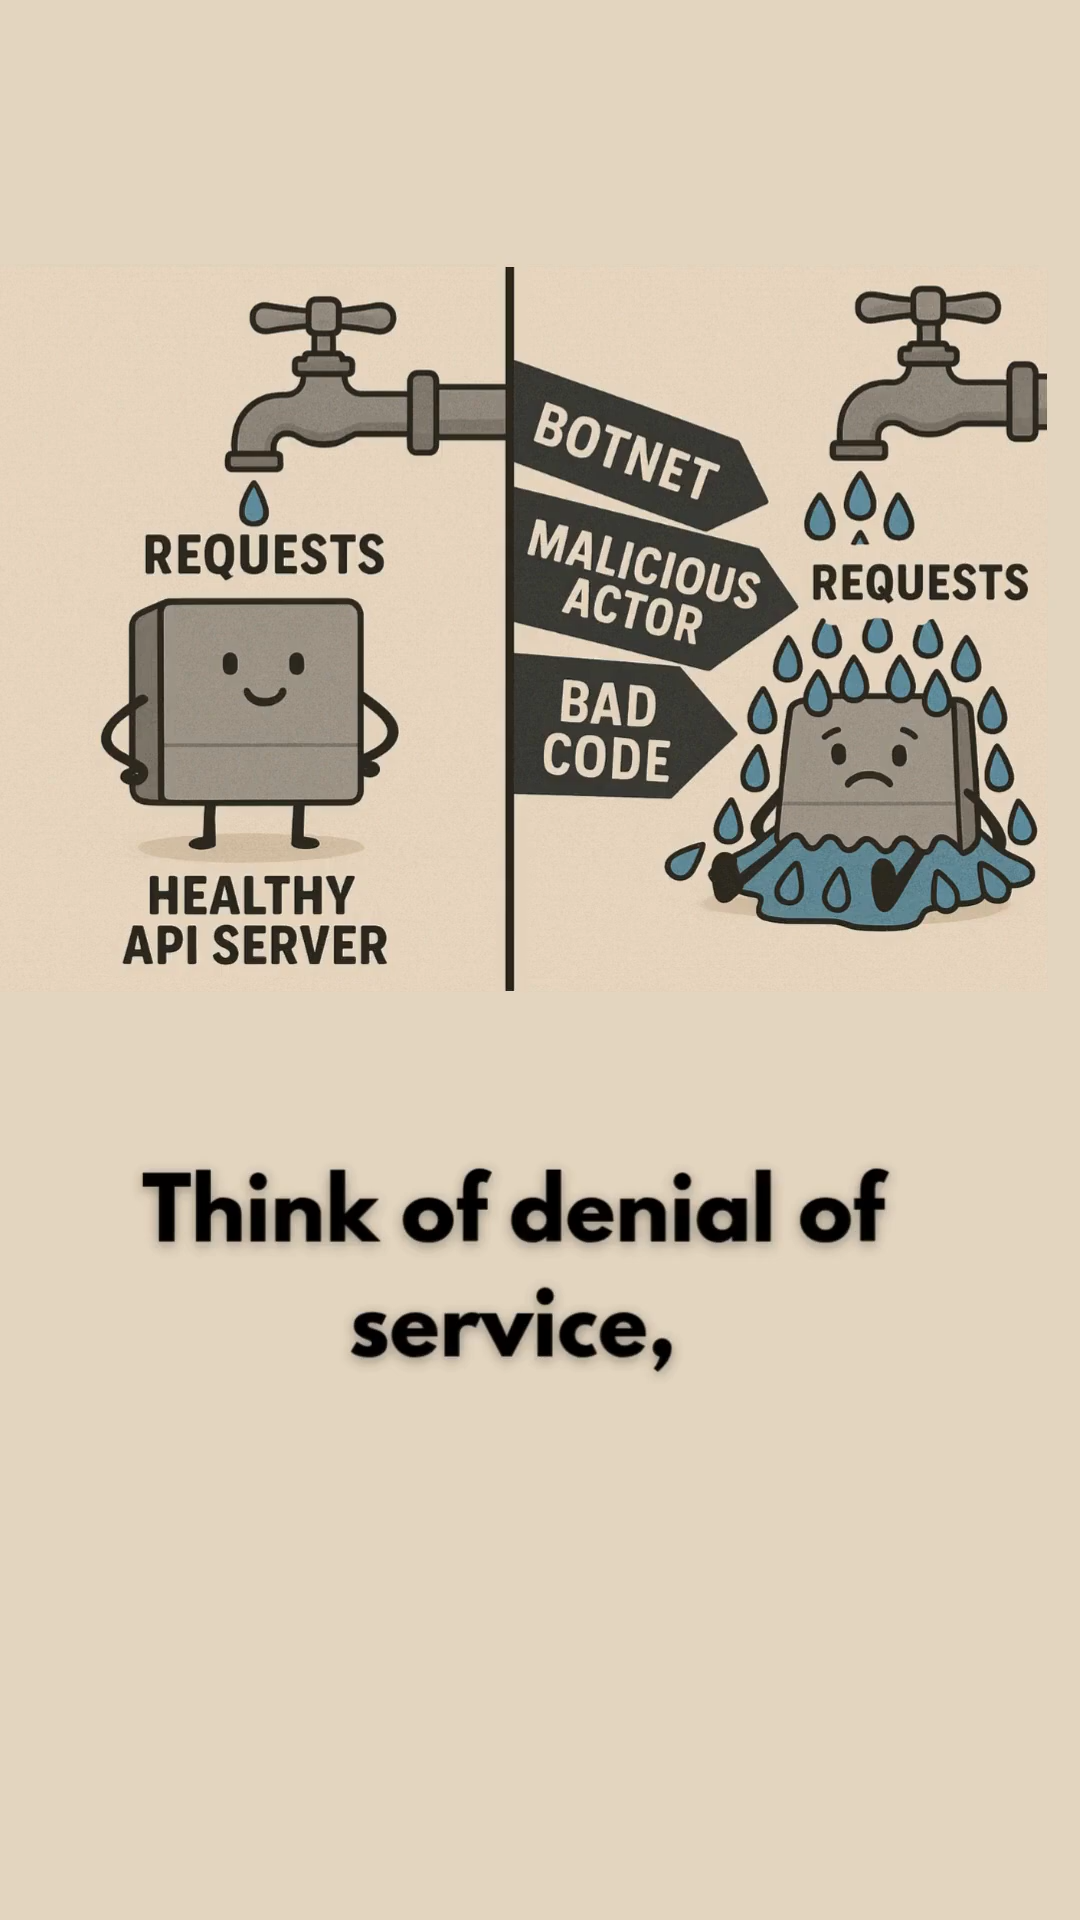 REQUESTS
HEALTHY
API SERVER
BOTNET
MALICIOUS
ACTOR
BAD
CODE
REQUESTS
Think of denial of
service,